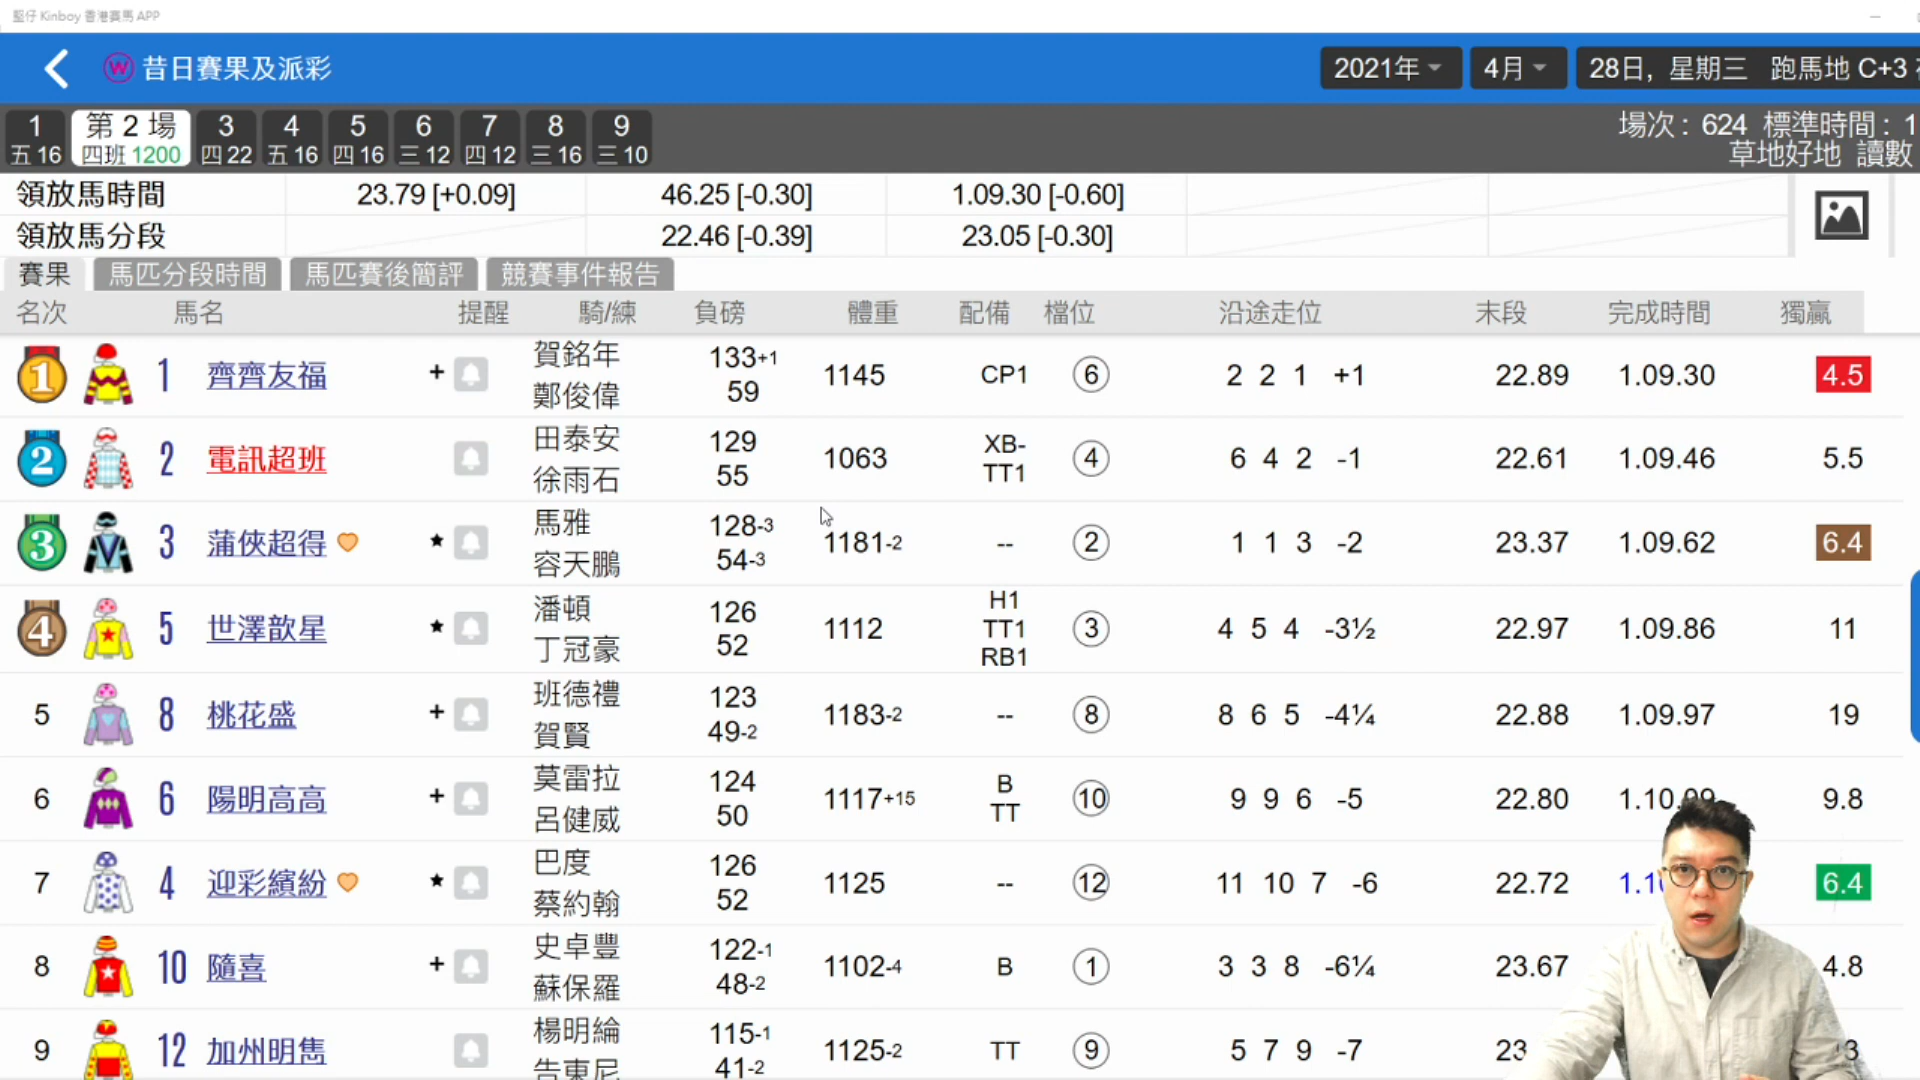 堅仔 Kinboy 香港賽馬 APP
昔日賽果及派彩 2021年 4月 28日, 星期三 跑馬地 C+3
1 第 2 場 3 4 5 6 7 8 9
五 16 四班 1200 四 22 五 16 四 16 三 12 四 12 三 16 三 10
場次 : 624 標準時間 : 1
草地好地 讀數
領放馬時間 23.79 [+0.09] 46.25 [-0.30] 1.09.30 [-0.60]
領放馬分段 22.46 [-0.39] 23.05 [-0.30]
賽果 馬匹分段時間 馬匹賽後簡評 競賽事件報告
名次 馬名 提醒 騎/練 負磅 體重 配備 檔位 沿途走位 末段 完成時間 獨贏
1 1 齊齊友福 + 賀銘年 133+1 1145 CP1 6 2 2 1 +1 22.89 1.09.30 4.5
鄭俊偉 59
2 2 電訊超班 田泰安 129 1063 XB- 4 6 4 2 -1 22.61 1.09.46 5.5
徐雨石 55 TT1
3 3 蒲俠超得 ★ 馬雅 128-3 1181-2 -- 2 1 1 3 -2 23.37 1.09.62 6.4
容天鵬 54-3
4 5 世澤歆星 ★ 潘頓 126 1112 H1 3 4 5 4 -3½ 22.97 1.09.86 11
丁冠豪 52 TT1
RB1
5 8 桃花盛 + 班德禮 123 1183-2 -- 8 8 6 5 -4¼ 22.88 1.09.97 19
賀賢 49-2
6 6 陽明高高 + 莫雷拉 124 1117+15 B 10 9 9 6 -5 22.80 1.10.09 9.8
呂健威 50 TT
7 4 迎彩繽紛 ★ 巴度 126 1125 -- 12 11 10 7 -6 22.72 1.1 6.4
蔡約翰 52
8 10 隨喜 + 史卓豐 122-1 1102-4 B 1 3 3 8 -6¼ 23.67 4.8
蘇保羅 48-2
9 12 加州明雋 楊明綸 115-1 1125-2 TT 9 5 7 9 -7 23 3
告東尼 41-2